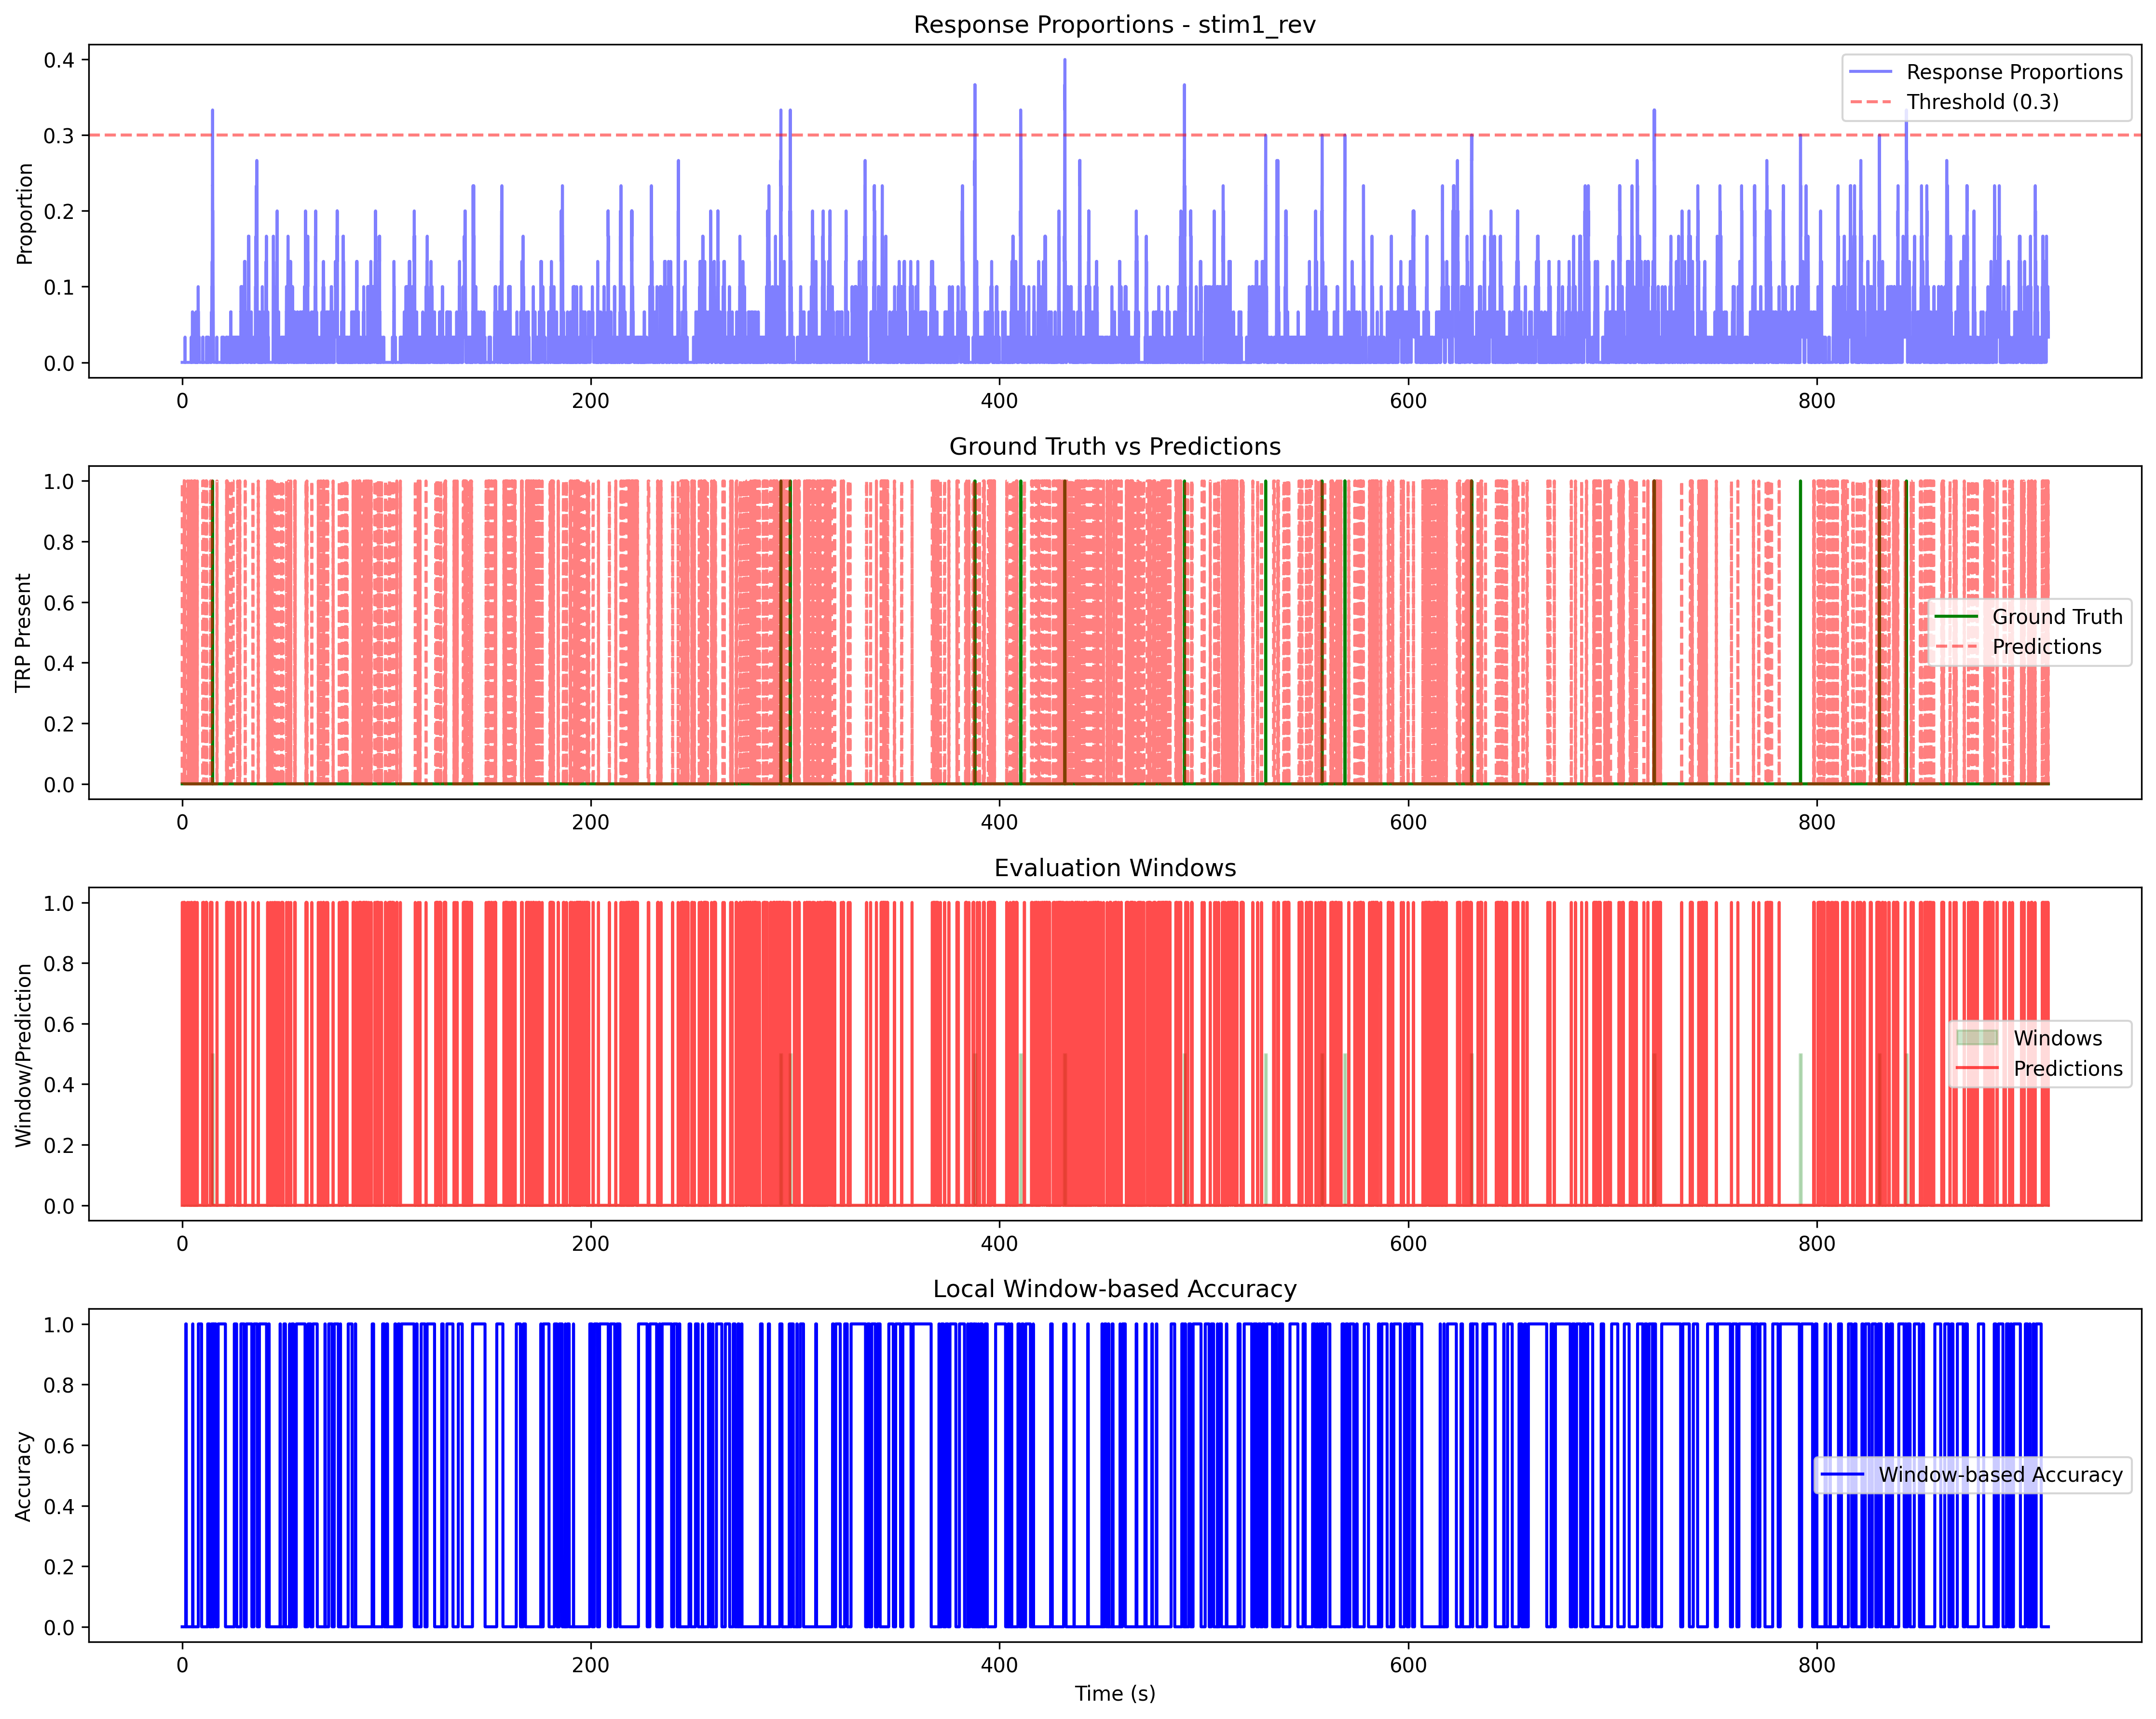 Response Proportions - stim1_rev
Proportion
0.4
0.3
0.2
0.1
0.0
Response Proportions
Threshold (0.3)
0
200
400
600
800
Ground Truth vs Predictions
TRP Present
1.0
0.8
0.6
0.4
0.2
0.0
Ground Truth
Predictions
0
200
400
600
800
Evaluation Windows
Window/Prediction
1.0
0.8
0.6
0.4
0.2
0.0
Windows
Predictions
0
200
400
600
800
Local Window-based Accuracy
Accuracy
1.0
0.8
0.6
0.4
0.2
0.0
Window-based Accuracy
0
200
400
600
800
Time (s)